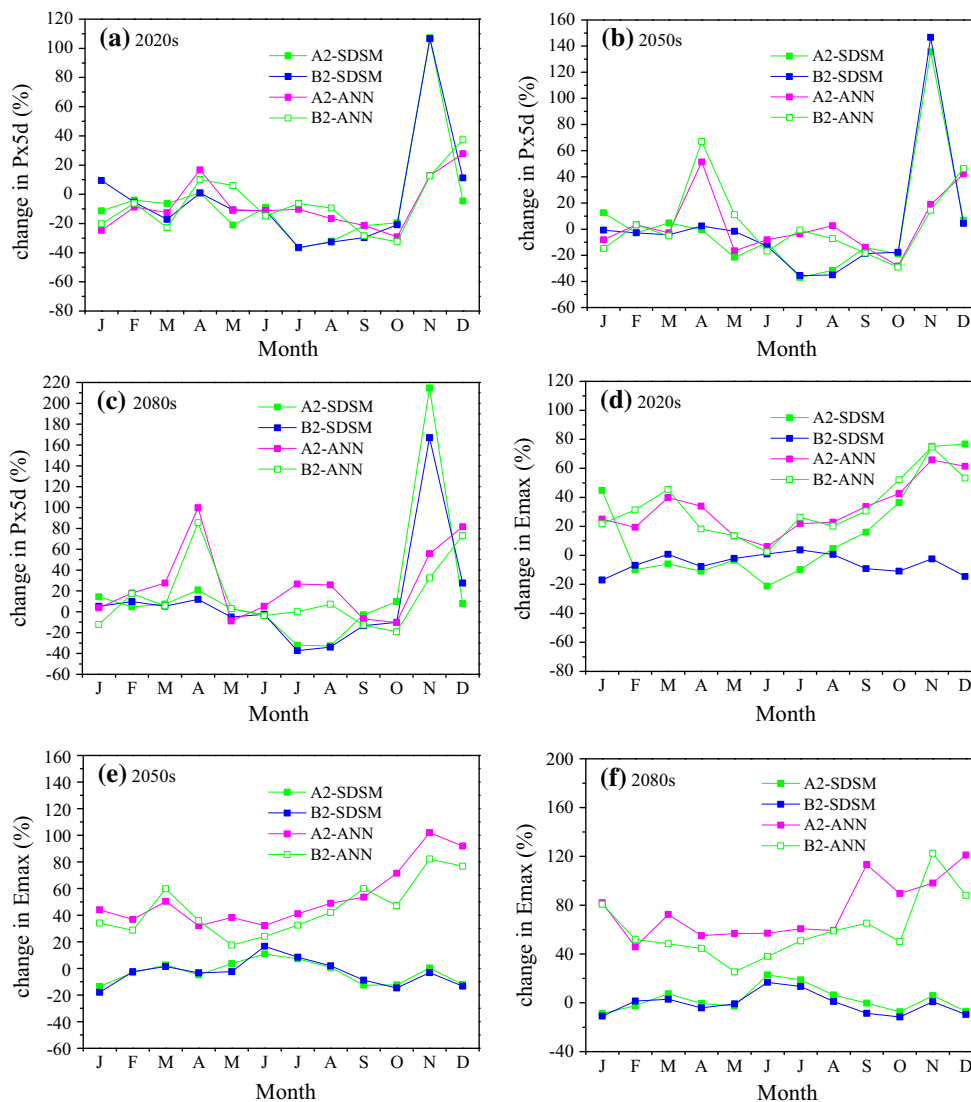 (a) 2020s
A2-SDSM
B2-SDSM
A2-ANN
B2-ANN
120
100
80
60
40
20
0
-20
-40
-60
-80
change in Px5d (%)
J F M A M J J A S O N D
Month
(b) 2050s
A2-SDSM
B2-SDSM
A2-ANN
B2-ANN
160
140
120
100
80
60
40
20
0
-20
-40
-60
change in Px5d (%)
J F M A M J J A S O N D
Month
(c) 2080s
A2-SDSM
B2-SDSM
A2-ANN
B2-ANN
220
200
180
160
140
120
100
80
60
40
20
0
-20
-40
-60
change in Px5d (%)
J F M A M J J A S O N D
Month
(d) 2020s
A2-SDSM
B2-SDSM
A2-ANN
B2-ANN
120
100
80
60
40
20
0
-20
-40
-60
-80
change in Emax (%)
J F M A M J J A S O N D
Month
(e) 2050s
A2-SDSM
B2-SDSM
A2-ANN
B2-ANN
160
140
120
100
80
60
40
20
0
-20
-40
-60
change in Emax (%)
J F M A M J J A S O N D
Month
(f) 2080s
A2-SDSM
B2-SDSM
A2-ANN
B2-ANN
200
160
120
80
40
0
-40
change in Emax (%)
J F M A M J J A S O N D
Month